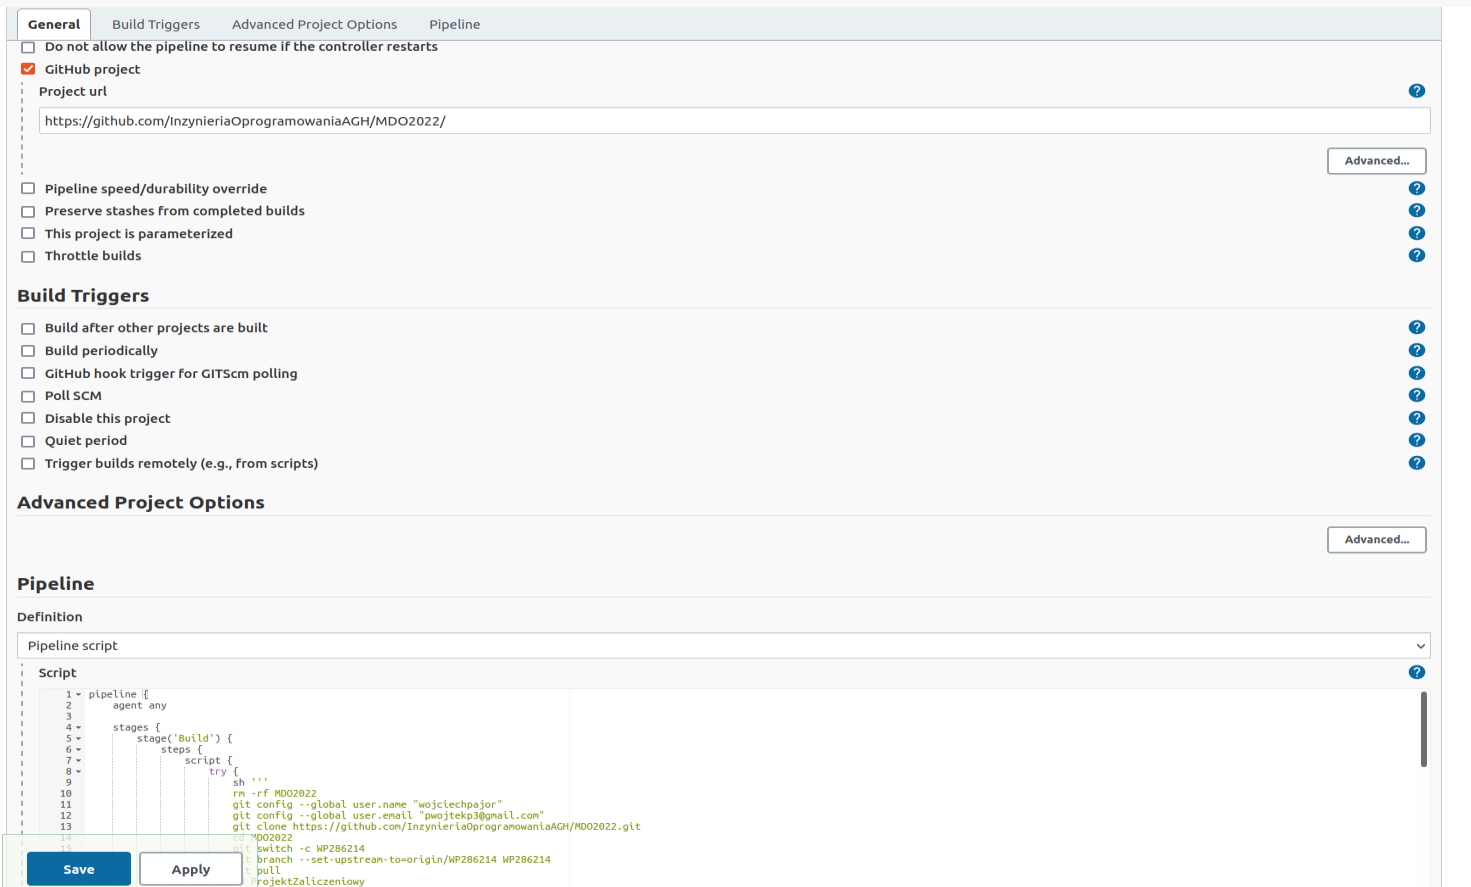 General Build Triggers Advanced Project Options Pipeline
Do not allow the pipeline to resume if the controller restarts
GitHub project
Project url
https://github.com/InzynieriaOprogramowaniaAGH/MDO2022/
Advanced...
Pipeline speed/durability override
Preserve stashes from completed builds
This project is parameterized
Throttle builds
Build Triggers
Build after other projects are built
Build periodically
GitHub hook trigger for GITScm polling
Poll SCM
Disable this project
Quiet period
Trigger builds remotely (e.g., from scripts)
Advanced Project Options
Advanced...
Pipeline
Definition
Pipeline script
Script
1 pipeline {
2 agent any
3
4 stages {
5 stage('Build') {
6 steps {
7 script {
8 try {
9 sh '''
10 rm -rf MDO2022
11 git config --global user.name "wojciechpajor"
12 git config --global user.email "pwojtekp3@gmail.com"
13 git clone https://github.com/InzynieriaOprogramowaniaAGH/MDO2022.git
14 cd MDO2022
15 git switch -c WP286214
branch --set-upstream-to=origin/WP286214 WP286214
pull
ProjektZaliczeniowy
Save Apply